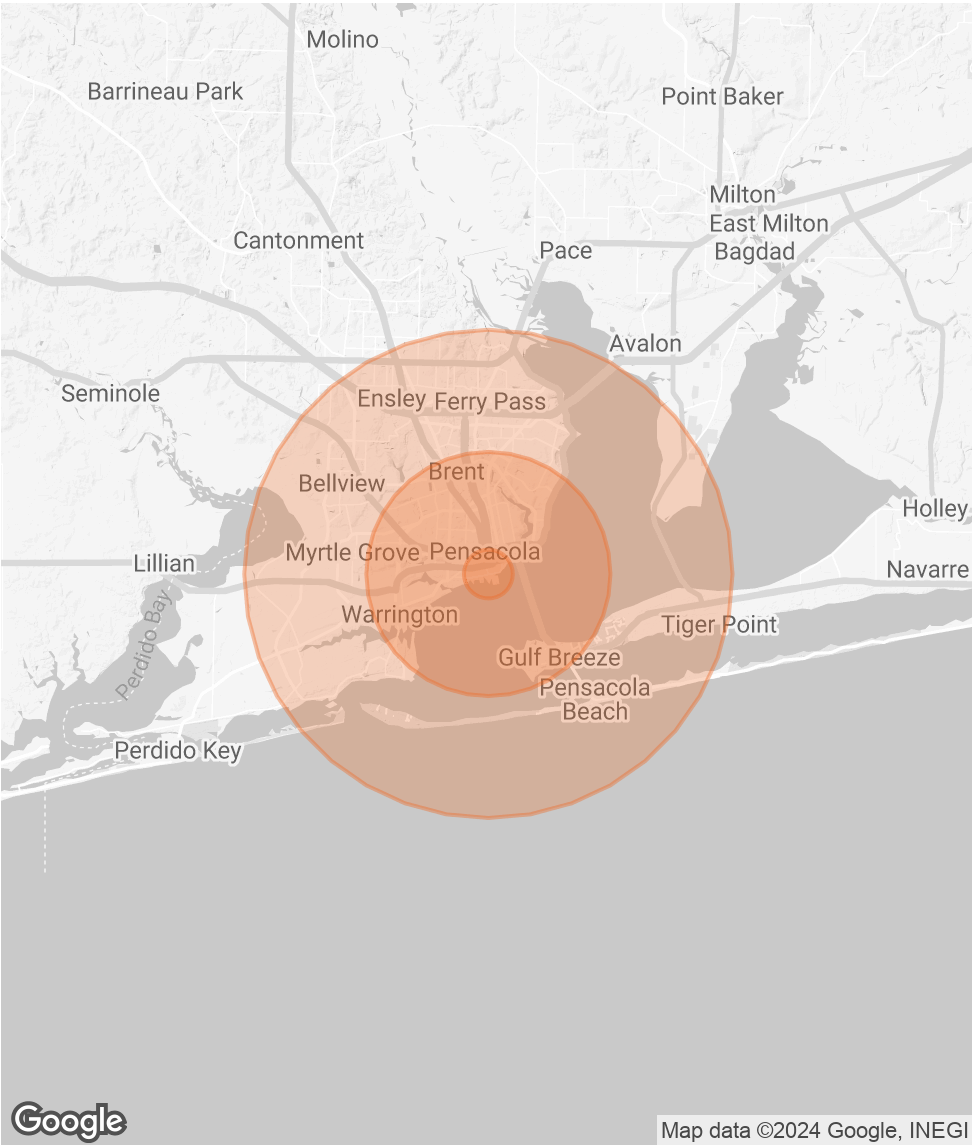 Molino
Barrineau Park
Point Baker
Milton
East Milton
Cantonment
Pace
Bagdad
Avalon
Seminole
Ensley
Ferry Pass
Brent
Bellview
Holley
Myrtle Grove
Pensacola
Lillian
Navarre
Perdido Bay
Warrington
Tiger Point
Gulf Breeze
Pensacola
Beach
Perdido Key
Google
Map data ©2024 Google, INEGI